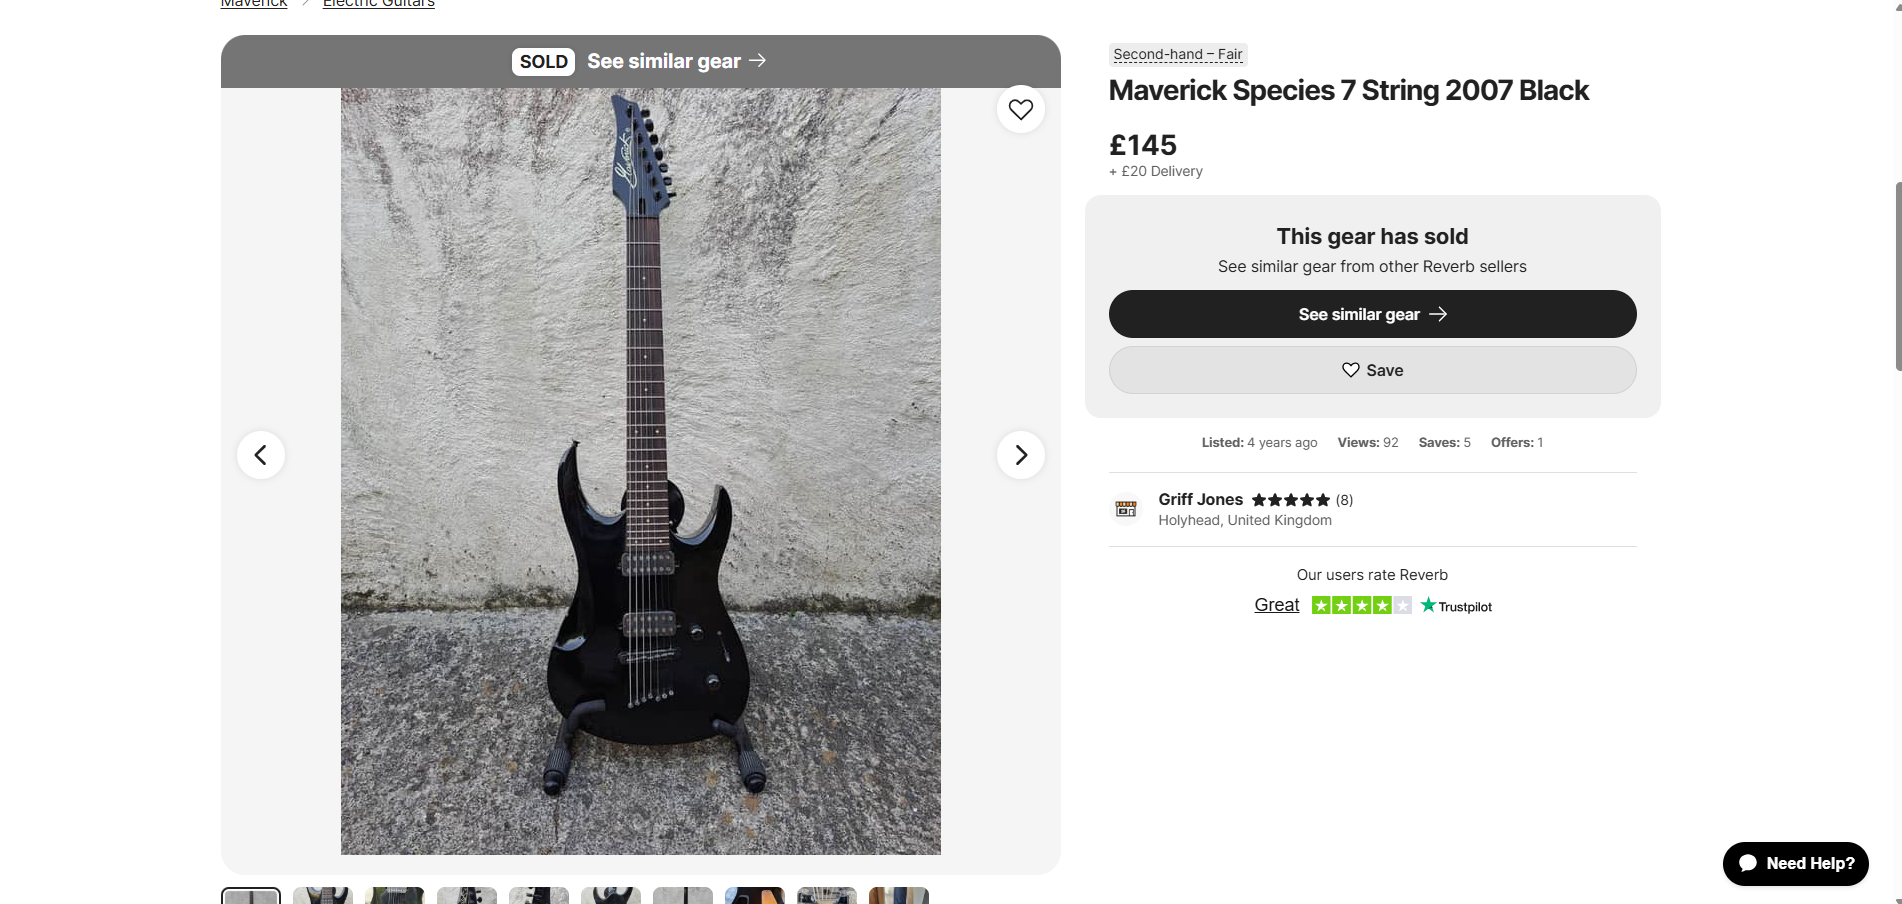 Maverick
Electric Guitars
SOLD See similar gear →
Maverick
Second-hand – Fair
Maverick Species 7 String 2007 Black
£145
+ £20 Delivery
This gear has sold
See similar gear from other Reverb sellers
See similar gear →
Save
Listed: 4 years ago Views: 92 Saves: 5 Offers: 1
Griff Jones ★★★★★ (8)
Holyhead, United Kingdom
Our users rate Reverb
Great Trustpilot
Need Help?